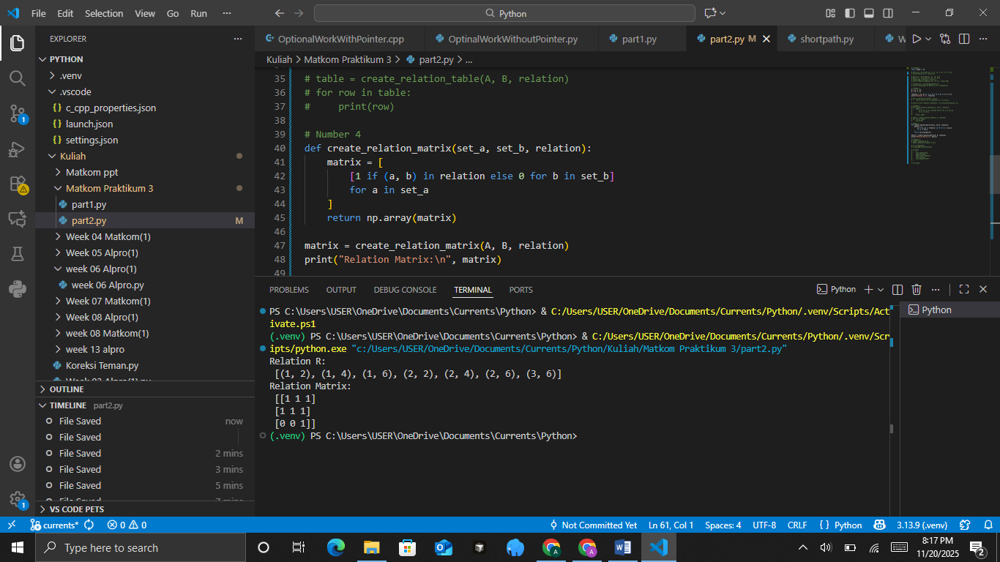 File Edit Selection View Go Run ···
Python
EXPLORER ···
PYTHON
.venv
.vscode
{} c_cpp_properties.json
{} launch.json
{} settings.json
Kuliah
Matkom ppt
Matkom Praktikum 3
part1.py
part2.py M
Week 04 Matkom(1)
Week 05 Alpro(1)
week 06 Alpro(1)
week 06 Alpro.py
Week 07 Matkom(1)
Week 08 Alpro(1)
week 08 Matkom(1)
week 13 alpro
Koreksi Teman.py
OUTLINE
TIMELINE part2.py
File Saved now
File Saved
File Saved 2 mins
File Saved 3 mins
File Saved 5 mins
VS CODE PETS
OptionalWorkWithPointer.cpp OptinalWorkWithoutPointer.py part1.py part2.py M shortpath.py W
Kuliah > Matkom Praktikum 3 > part2.py > ...
35 # table = create_relation_table(A, B, relation)
36 # for row in table:
37 #     print(row)
38
39 # Number 4
40 def create_relation_matrix(set_a, set_b, relation):
41     matrix = [
42         [1 if (a, b) in relation else 0 for b in set_b]
43         for a in set_a
44     ]
45     return np.array(matrix)
46
47 matrix = create_relation_matrix(A, B, relation)
48 print("Relation Matrix:\n", matrix)
49
PROBLEMS OUTPUT DEBUG CONSOLE TERMINAL PORTS
Python
Python
PS C:\Users\USER\OneDrive\Documents\Currents\Python> & C:/Users/USER/OneDrive/Documents/Currents/Python/.venv/Scripts/Act
ivate.ps1
(.venv) PS C:\Users\USER\OneDrive\Documents\Currents\Python> & C:/Users/USER/OneDrive/Documents/Currents/Python/.venv/Scr
ipts/python.exe "c:/Users/USER/OneDrive/Documents/Currents/Python/Kuliah/Matkom Praktikum 3/part2.py"
Relation R:
 [(1, 2), (1, 4), (1, 6), (2, 2), (2, 4), (2, 6), (3, 6)]
Relation Matrix:
 [[1 1 1]
 [1 1 1]
 [0 0 1]]
(.venv) PS C:\Users\USER\OneDrive\Documents\Currents\Python>
currents* 0 0 Not Committed Yet Ln 61, Col 1 Spaces: 4 UTF-8 CRLF {} Python 3.13.9 (.venv)
Type here to search
8:17 PM
11/20/2025
2